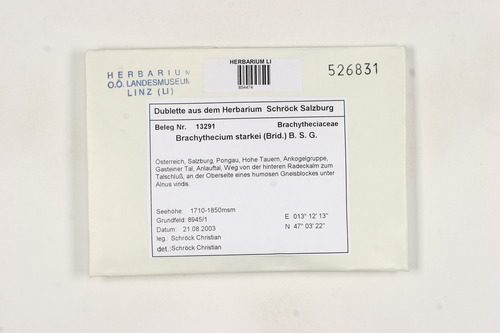 HERBARIUM
O.Ö. LANDESMUSEUM
LINZ (LI)
HERBARIUM LI
854474
526831
Dublette aus dem Herbarium Schröck Salzburg
Beleg Nr. 13291 Brachytheciaceae
Brachythecium starkei (Brid.) B. S. G.
Österreich, Salzburg, Pongau, Hohe Tauern, Ankogelgruppe,
Gasteiner Tal, Anlauftal, Weg von der hinteren Radeckalm zum
Talschluß, an der Oberseite eines humosen Gneisblockes unter
Alnus viridis.
Seehöhe: 1710-1850msm
Grundfeld: 8945/1
Datum: 21.08.2003
leg.: Schröck Christian
det.: Schröck Christian
E 013° 12' 13"
N 47° 03' 22"